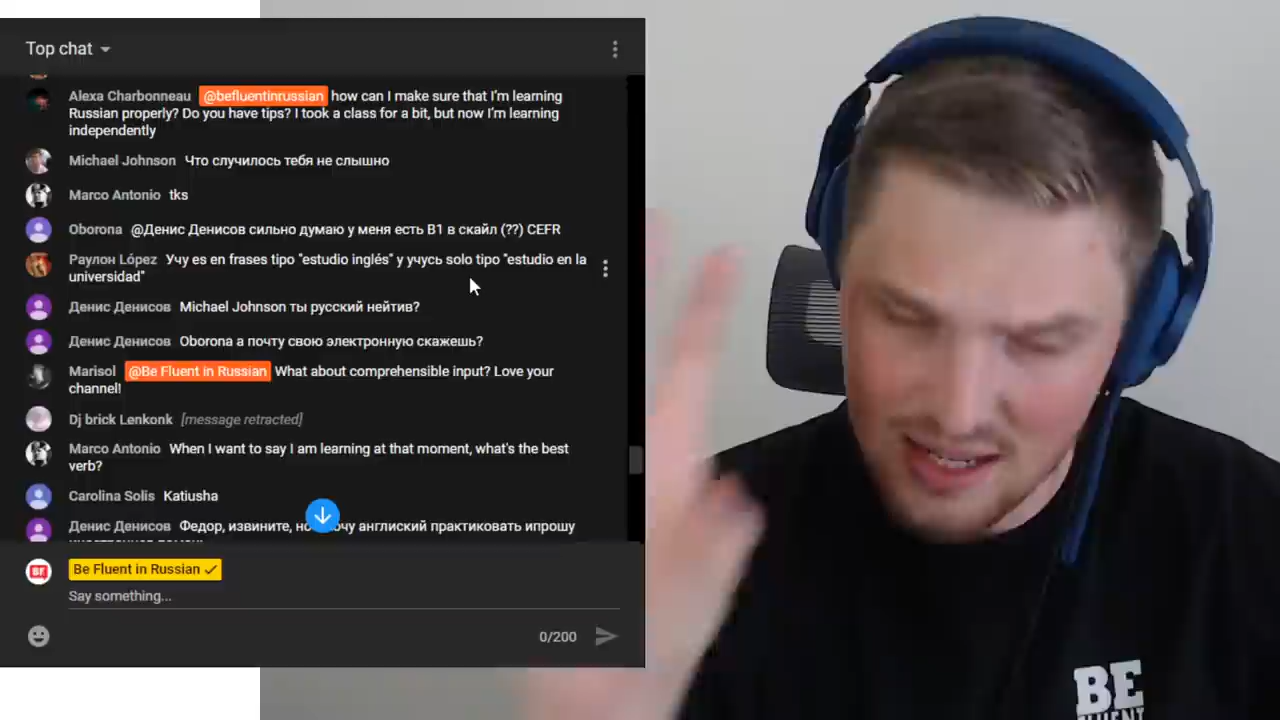 Top chat
Alexa Charbonneau @befluentinrussian how can I make sure that I'm learning
Russian properly? Do you have tips? I took a class for a bit, but now I'm learning
independently
Michael Johnson Что случилось тебя не слышно
Marco Antonio tks
Oborona @Денис Денисов сильно думаю у меня есть B1 в скайл (??) CEFR
Раулон López Учу es en frases tipo "estudio inglés" y учусь solo tipo "estudio en la
universidad"
Денис Денисов Michael Johnson ты русский нейтив?
Денис Денисов Oborona а почту свою электронную скажешь?
Marisol @Be Fluent in Russian What about comprehensible input? Love your
channel!
Dj brick Lenkonk [message retracted]
Marco Antonio When I want to say I am learning at that moment, what's the best
verb?
Carolina Solis Katiusha
Денис Денисов Федор, извините, но англиский практиковать ипрошу
BE Be Fluent in Russian
Say something...
0/200
BE